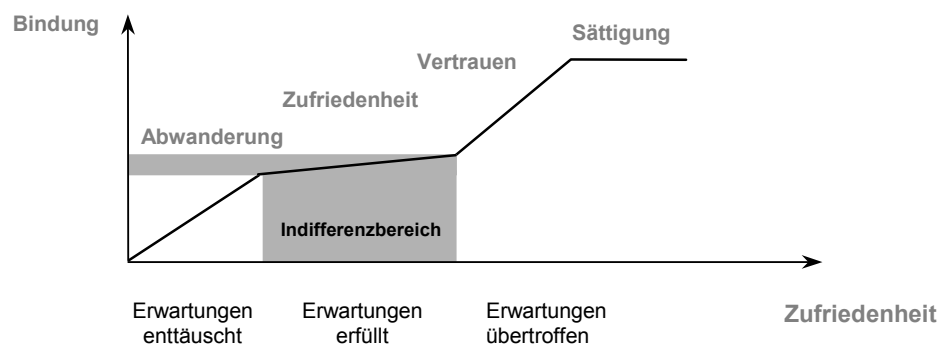 Bindung
Sättigung
Vertrauen
Zufriedenheit
Abwanderung
Indifferenzbereich
Erwartungen
enttäuscht
Erwartungen
erfüllt
Erwartungen
übertroffen
Zufriedenheit